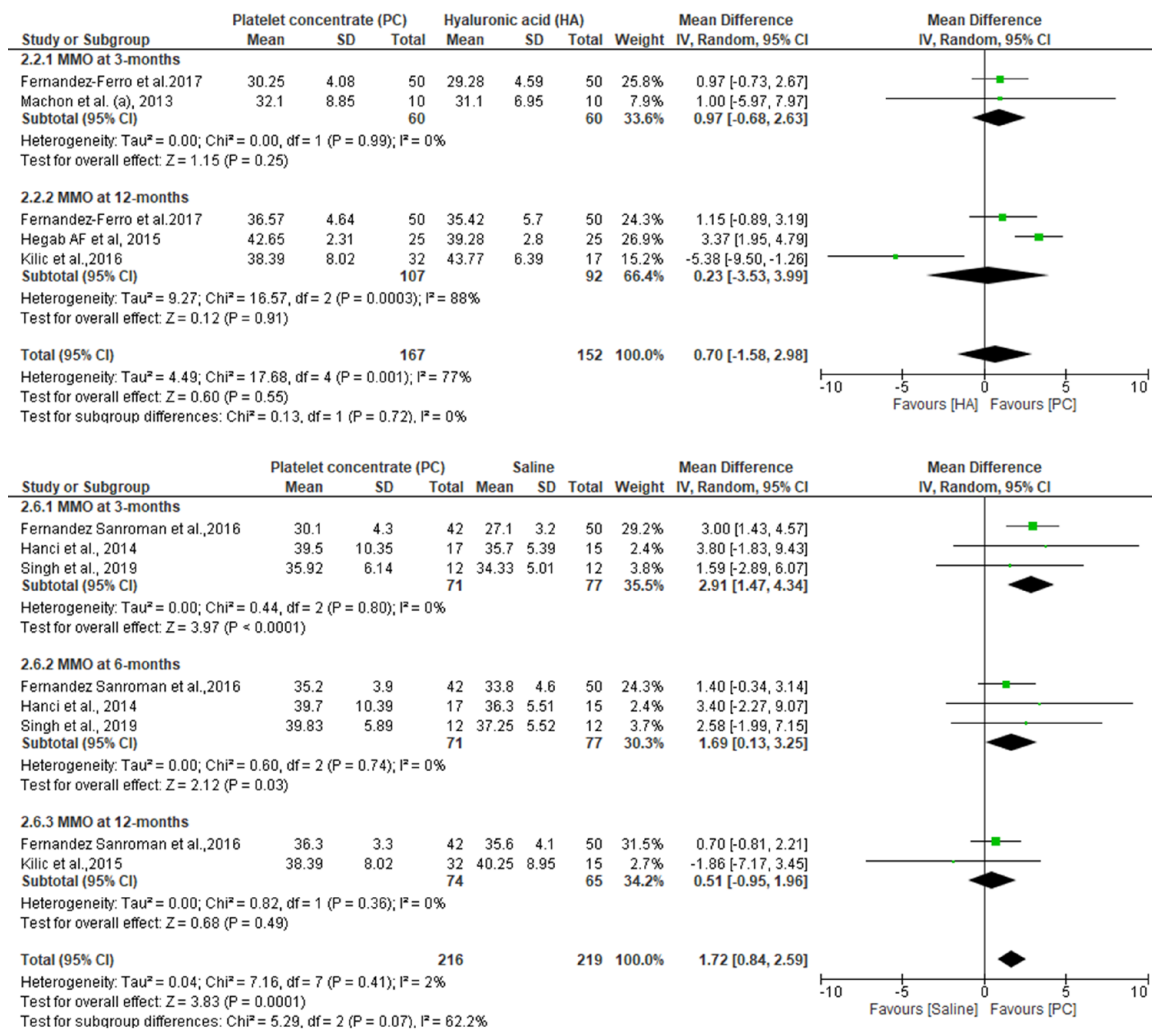 Platelet concentrate (PC) Hyaluronic acid (HA) Mean Difference Mean Difference
Study or Subgroup Mean SD Total Mean SD Total Weight IV, Random, 95% CI IV, Random, 95% CI
2.2.1 MMO at 3-months
Fernandez-Ferro et al.2017 30.25 4.08 50 29.28 4.59 50 25.8% 0.97 [-0.73, 2.67]
Machon et al. (a), 2013 32.1 8.85 10 31.1 6.95 10 7.9% 1.00 [-5.97, 7.97]
Subtotal (95% CI) 60 60 33.6% 0.97 [-0.68, 2.63]
Heterogeneity: Tau² = 0.00; Chi² = 0.00, df = 1 (P = 0.99); I² = 0%
Test for overall effect: Z = 1.15 (P = 0.25)
2.2.2 MMO at 12-months
Fernandez-Ferro et al.2017 36.57 4.64 50 35.42 5.7 50 24.3% 1.15 [-0.89, 3.19]
Hegab AF et al, 2015 42.65 2.31 25 39.28 2.8 25 26.9% 3.37 [1.95, 4.79]
Kilic et al.,2016 38.39 8.02 32 43.77 6.39 17 15.2% -5.38 [-9.50, -1.26]
Subtotal (95% CI) 107 92 66.4% 0.23 [-3.53, 3.99]
Heterogeneity: Tau² = 9.27; Chi² = 16.57, df = 2 (P = 0.0003); I² = 88%
Test for overall effect: Z = 0.12 (P = 0.91)
Total (95% CI) 167 152 100.0% 0.70 [-1.58, 2.98]
Heterogeneity: Tau² = 4.49; Chi² = 17.68, df = 4 (P = 0.001); I² = 77%
Test for overall effect: Z = 0.60 (P = 0.55)
Test for subgroup differences: Chi² = 0.13, df = 1 (P = 0.72), I² = 0%
-10 -5 0 5 10
Favours [HA] Favours [PC]
Platelet concentrate (PC) Saline Mean Difference Mean Difference
Study or Subgroup Mean SD Total Mean SD Total Weight IV, Random, 95% CI IV, Random, 95% CI
2.6.1 MMO at 3-months
Fernandez Sanroman et al.,2016 30.1 4.3 42 27.1 3.2 50 29.2% 3.00 [1.43, 4.57]
Hanci et al., 2014 39.5 10.35 17 35.7 5.39 15 2.4% 3.80 [-1.83, 9.43]
Singh et al., 2019 35.92 6.14 12 34.33 5.01 12 3.8% 1.59 [-2.89, 6.07]
Subtotal (95% CI) 71 77 35.5% 2.91 [1.47, 4.34]
Heterogeneity: Tau² = 0.00; Chi² = 0.44, df = 2 (P = 0.80); I² = 0%
Test for overall effect: Z = 3.97 (P < 0.0001)
2.6.2 MMO at 6-months
Fernandez Sanroman et al.,2016 35.2 3.9 42 33.8 4.6 50 24.3% 1.40 [-0.34, 3.14]
Hanci et al., 2014 39.7 10.39 17 36.3 5.51 15 2.4% 3.40 [-2.27, 9.07]
Singh et al., 2019 39.83 5.89 12 37.25 5.52 12 3.7% 2.58 [-1.99, 7.15]
Subtotal (95% CI) 71 77 30.3% 1.69 [0.13, 3.25]
Heterogeneity: Tau² = 0.00; Chi² = 0.60, df = 2 (P = 0.74); I² = 0%
Test for overall effect: Z = 2.12 (P = 0.03)
2.6.3 MMO at 12-months
Fernandez Sanroman et al.,2016 36.3 3.3 42 35.6 4.1 50 31.5% 0.70 [-0.81, 2.21]
Kilic et al.,2015 38.39 8.02 32 40.25 8.95 15 2.7% -1.86 [-7.17, 3.45]
Subtotal (95% CI) 74 65 34.2% 0.51 [-0.95, 1.96]
Heterogeneity: Tau² = 0.00; Chi² = 0.82, df = 1 (P = 0.36); I² = 0%
Test for overall effect: Z = 0.68 (P = 0.49)
Total (95% CI) 216 219 100.0% 1.72 [0.84, 2.59]
Heterogeneity: Tau² = 0.04; Chi² = 7.16, df = 7 (P = 0.41); I² = 2%
Test for overall effect: Z = 3.83 (P = 0.0001)
Test for subgroup differences: Chi² = 5.29, df = 2 (P = 0.07), I² = 62.2%
-10 -5 0 5 10
Favours [Saline] Favours [PC]